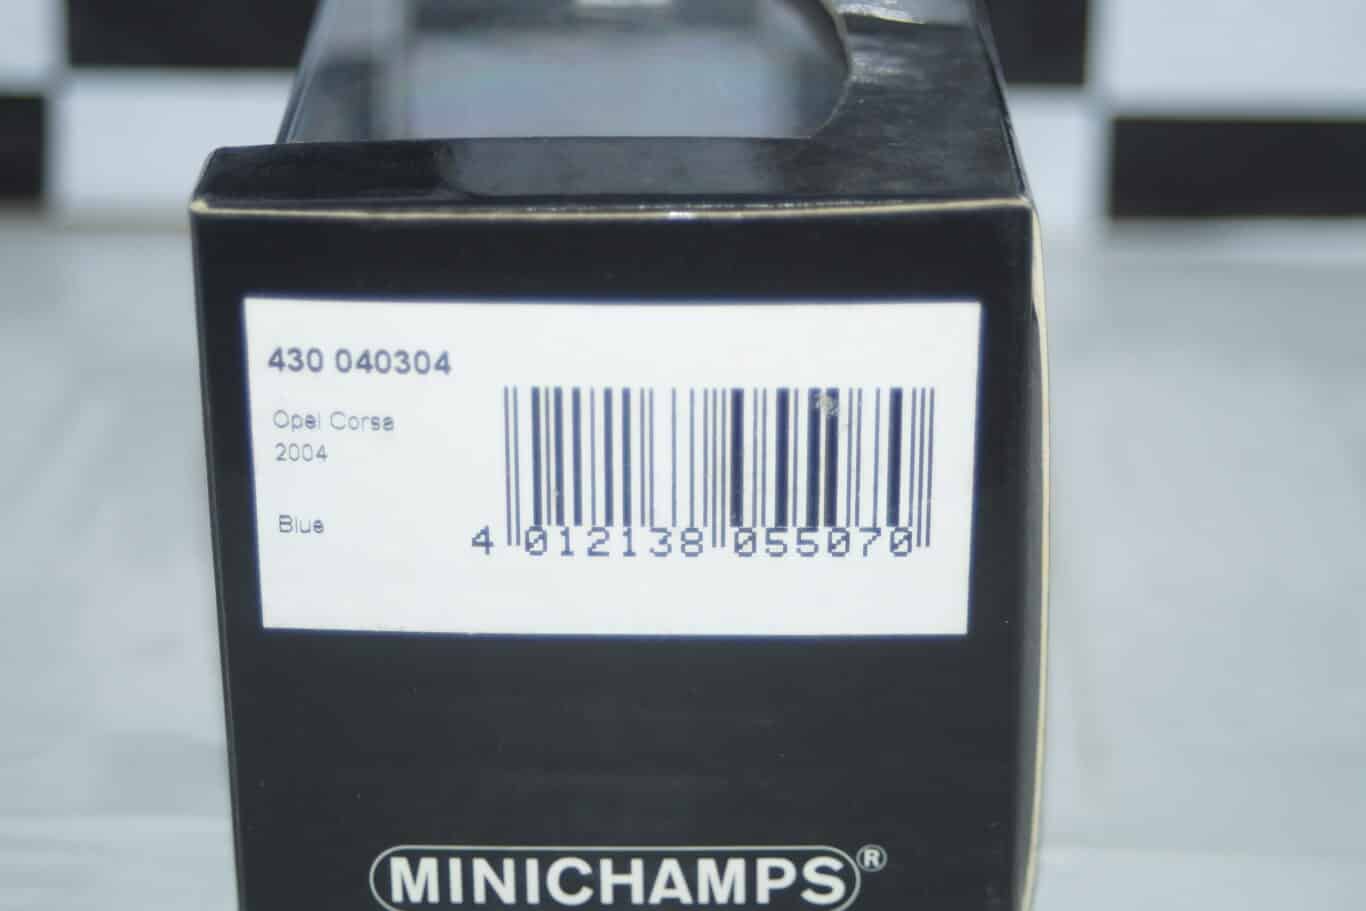 430 040304
Opel Corsa
2004
Blue
4 012138 055070
MINICHAMPS®